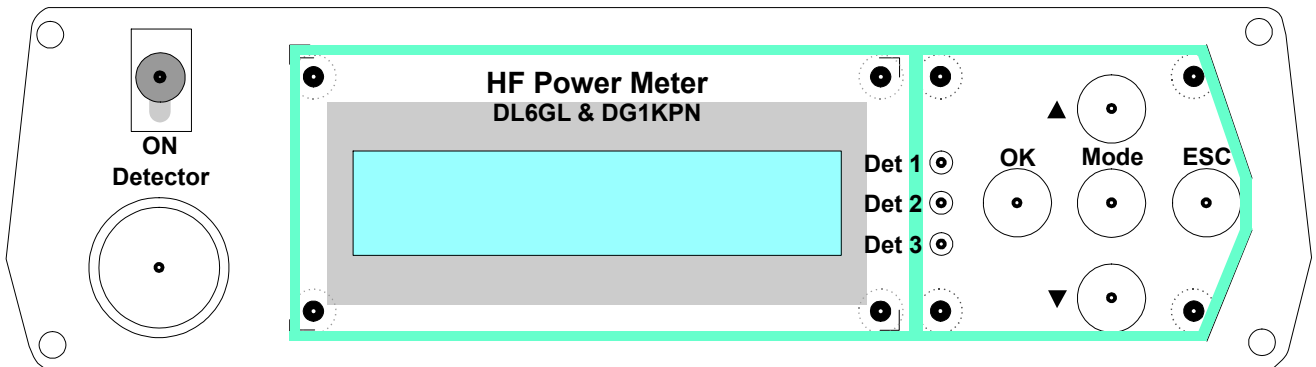 HF Power Meter
DL6GL & DG1KPN
ON
Detector
Det 1
Det 2
Det 3
▲
OK
Mode
ESC
▼